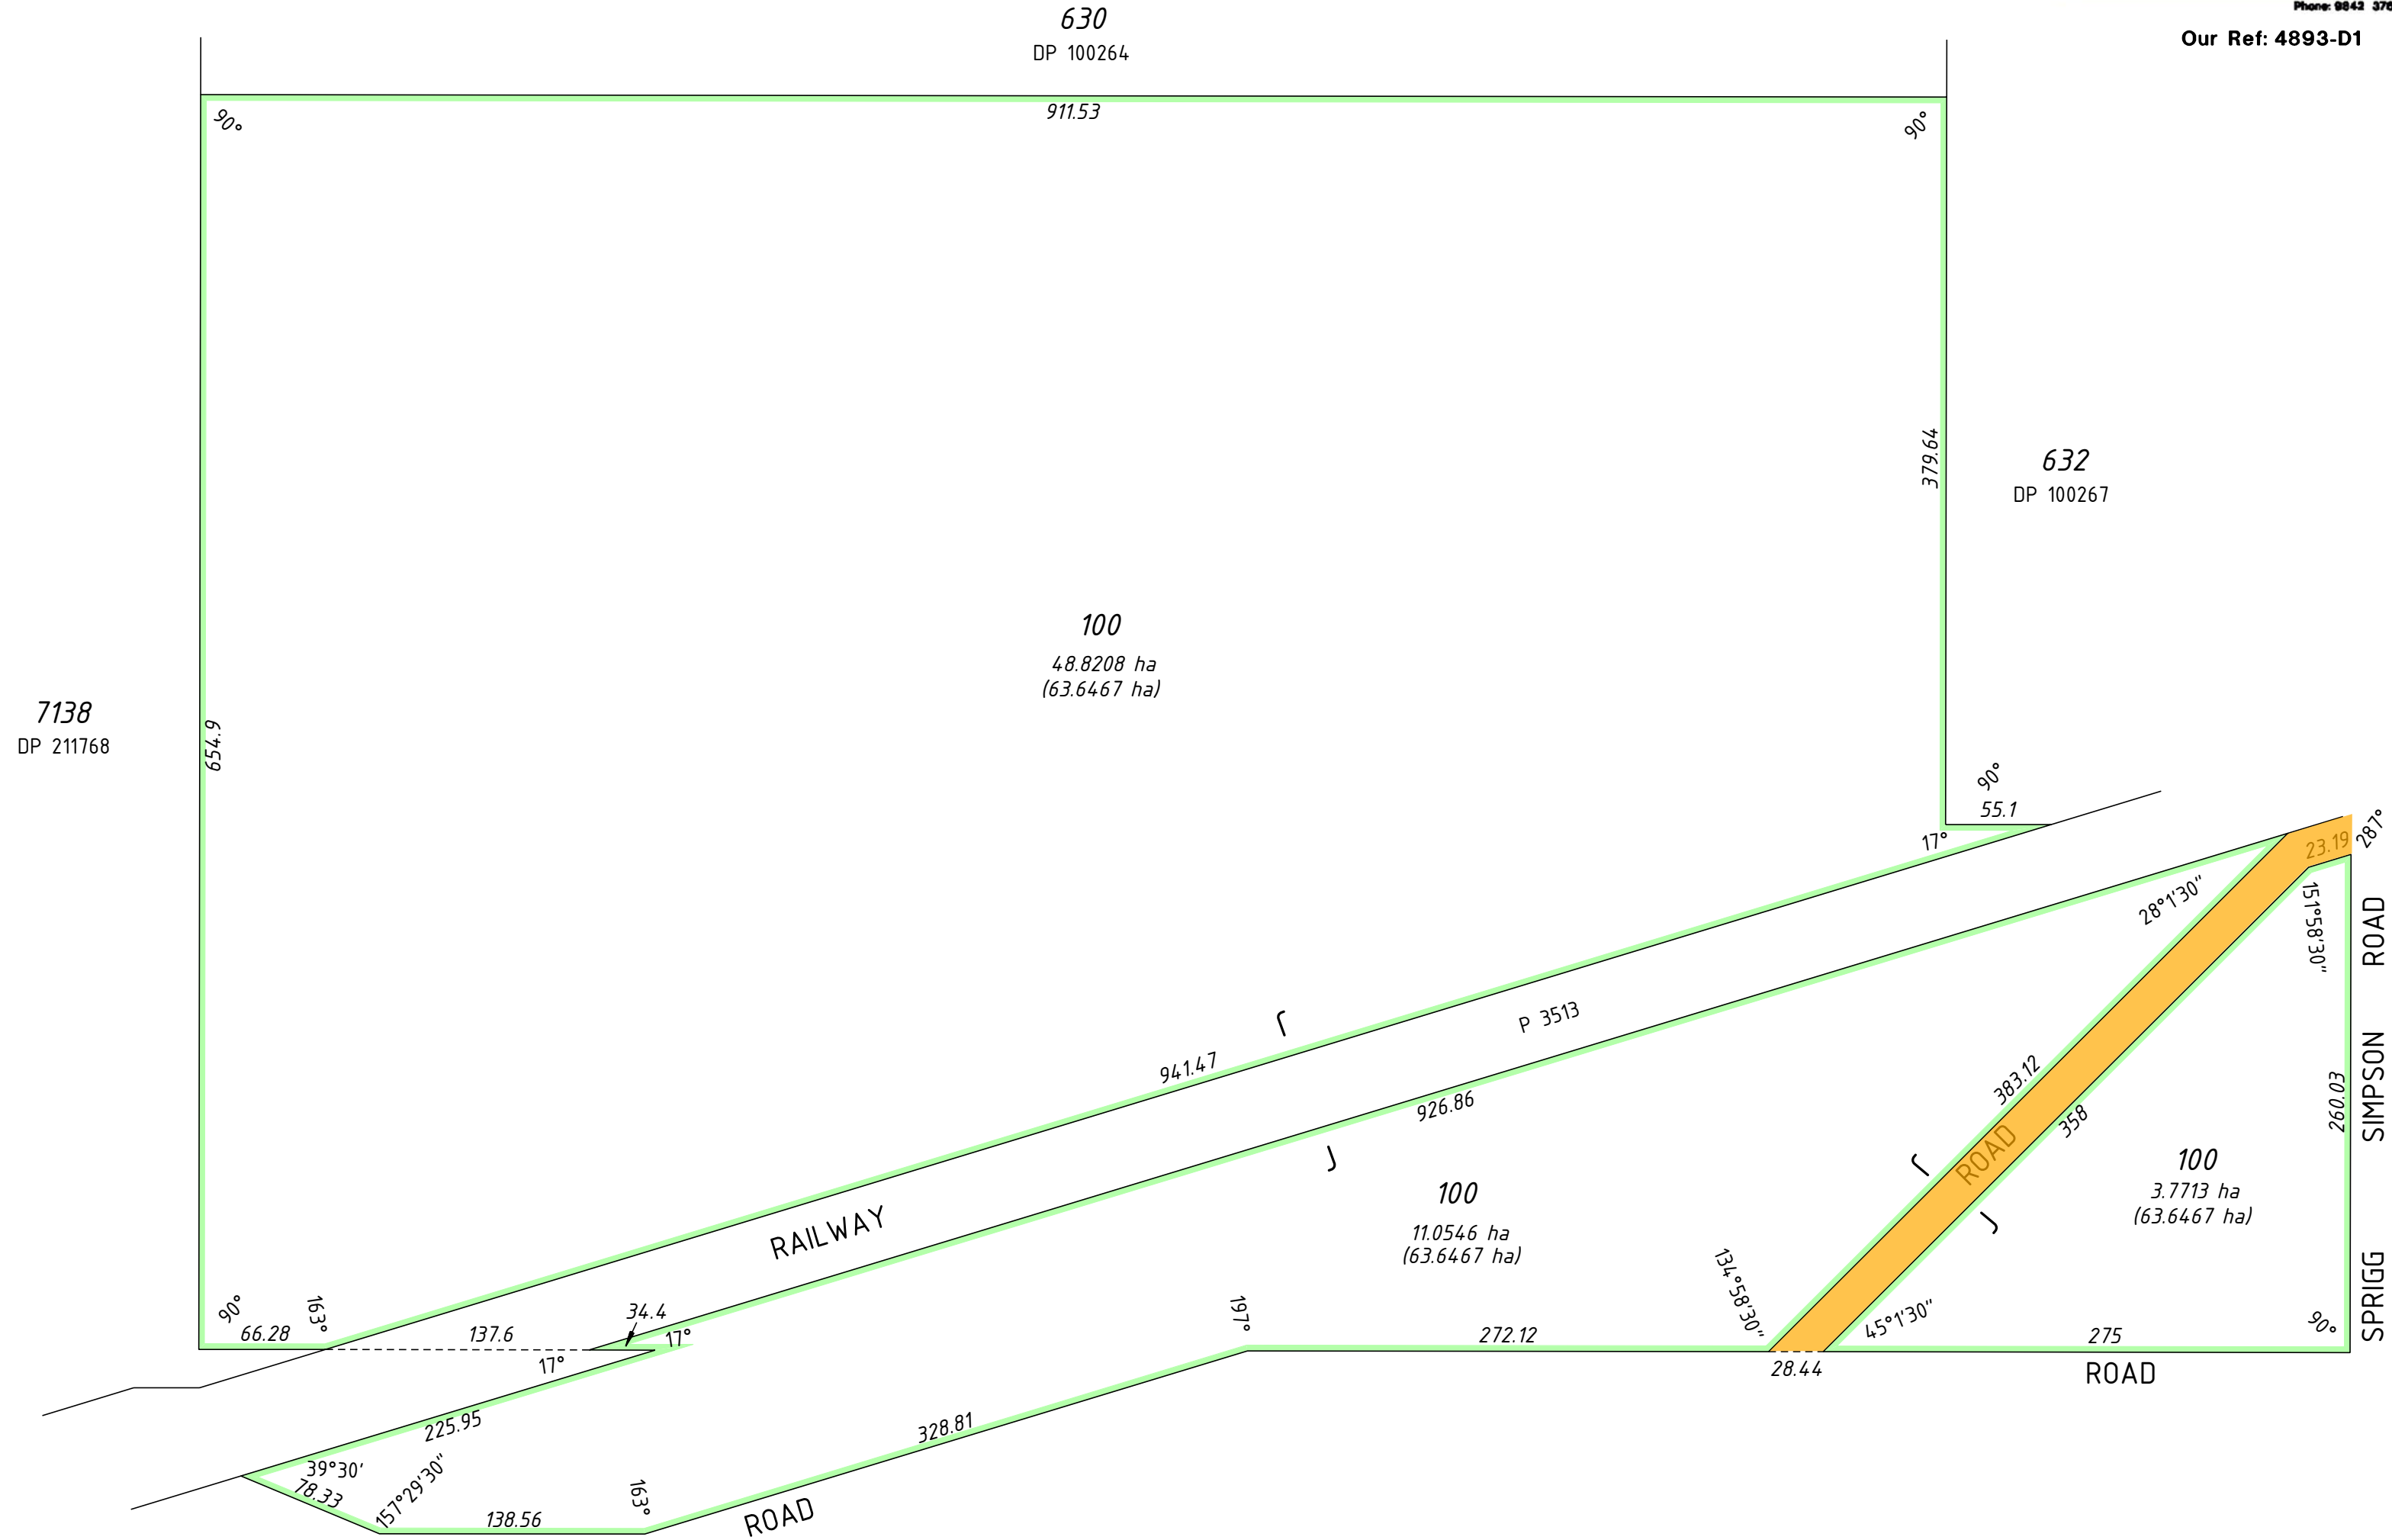 Phone: 9842 376
Our Ref: 4893-D1
630
DP 100264
911.53
90°
90°
379.64
632
DP 100267
100
48.8208 ha
(63.6467 ha)
7138
DP 211768
654.9
90°
55.1
17°
23.19
287°
28°1'30"
151°58'30"
SPRIGG SIMPSON ROAD
P 3513
941.47
926.86
383.12
358
260.03
ROAD
100
3.7713 ha
(63.6467 ha)
100
11.0546 ha
(63.6467 ha)
RAILWAY
134°58'30"
45°1'30"
90°
90°
163°
34.4
66.28
137.6
17°
17°
197°
272.12
275
28.44
ROAD
225.95
328.81
39°30'
78.33
157°29'30"
163°
138.56
ROAD